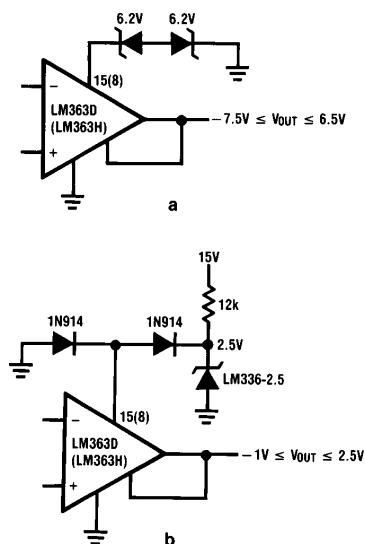 6.2V 6.2V
15(8)
−
LM363D
(LM363H)
+
−7.5V ≤ VOUT ≤ 6.5V
a
15V
12k
1N914 1N914
2.5V
LM336-2.5
15(8)
−
LM363D
(LM363H)
+
−1V ≤ VOUT ≤ 2.5V
b